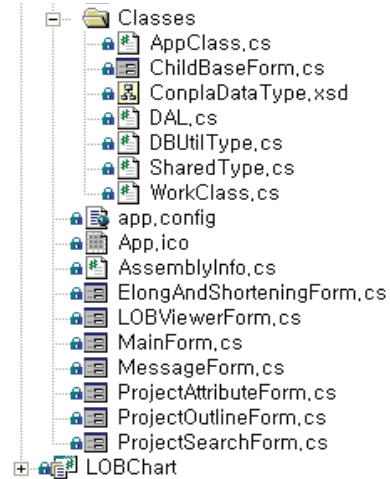 Classes
AppClass.cs
ChildBaseForm.cs
ConplaDataType.xsd
DAL.cs
DBUtilType.cs
SharedType.cs
WorkClass.cs
app.config
App.ico
AssemblyInfo.cs
ElongAndShorteningForm.cs
LOBViewerForm.cs
MainForm.cs
MessageForm.cs
ProjectAttributeForm.cs
ProjectOutlineForm.cs
ProjectSearchForm.cs
LOBChart